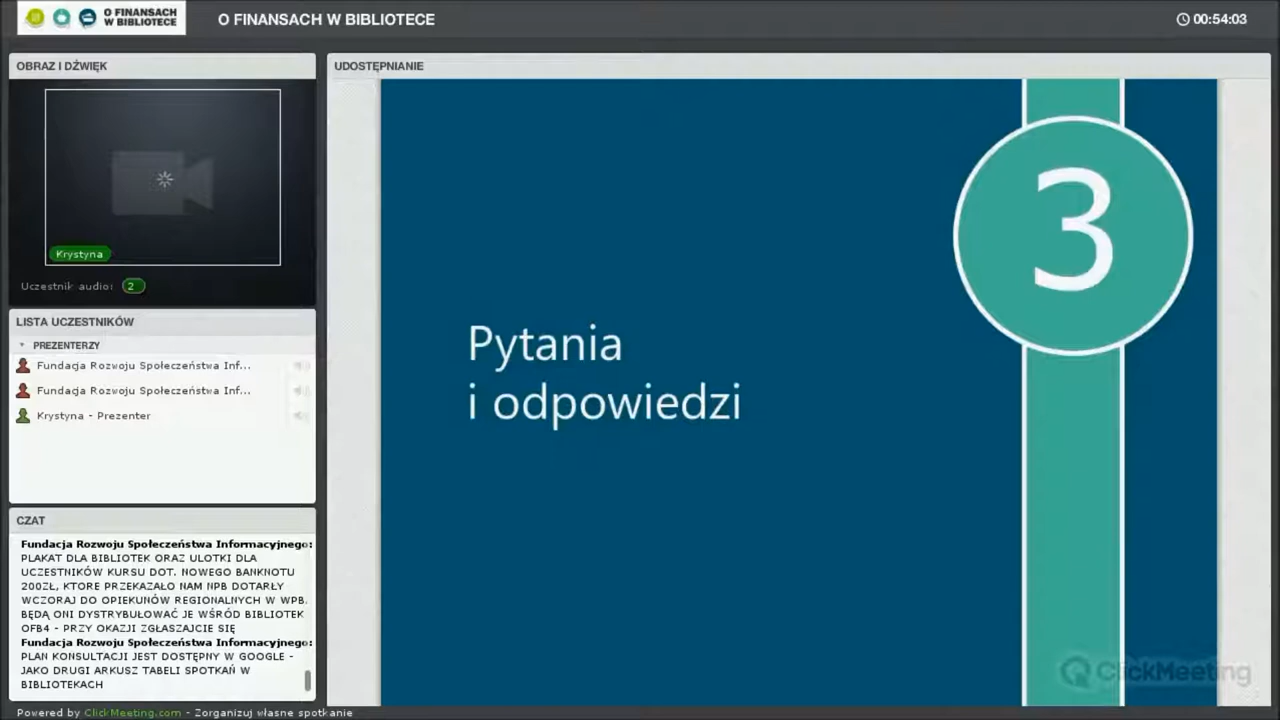 O FINANSACH
W BIBLIOTECE
O FINANSACH W BIBLIOTECE
00:54:03
OBRAZ I DŹWIĘK
Krystyna
Uczestnik audio: 2
LISTA UCZESTNIKÓW
PREZENTERZY
Fundacja Rozwoju Społeczeństwa Inf...
Fundacja Rozwoju Społeczeństwa Inf...
Krystyna - Prezenter
CZAT
Fundacja Rozwoju Społeczeństwa Informacyjnego:
PLAKAT DLA BIBLIOTEK ORAZ ULOTKI DLA
UCZESTNIKÓW KURSU DOT. NOWEGO BANKNOTU
200ZŁ, KTORE PRZEKAZAŁO NAM NPB DOTARŁY
WCZORAJ DO OPIEKUNÓW REGIONALNYCH W WPB.
BĘDĄ ONI DYSTRYBUŁOWAĆ JE WŚRÓD BIBLIOTEK
OFB4 - PRZY OKAZJI ZGŁASZAJCIE SIĘ
Fundacja Rozwoju Społeczeństwa Informacyjnego:
PLAN KONSULTACJI JEST DOSTĘPNY W GOOGLE -
JAKO DRUGI ARKUSZ TABELI SPOTKAŃ W
BIBLIOTEKACH
Powered by ClickMeeting.com - Zorganizuj własne spotkanie
UDOSTĘPNIANIE
3
Pytania
i odpowiedzi
ClickMeeting